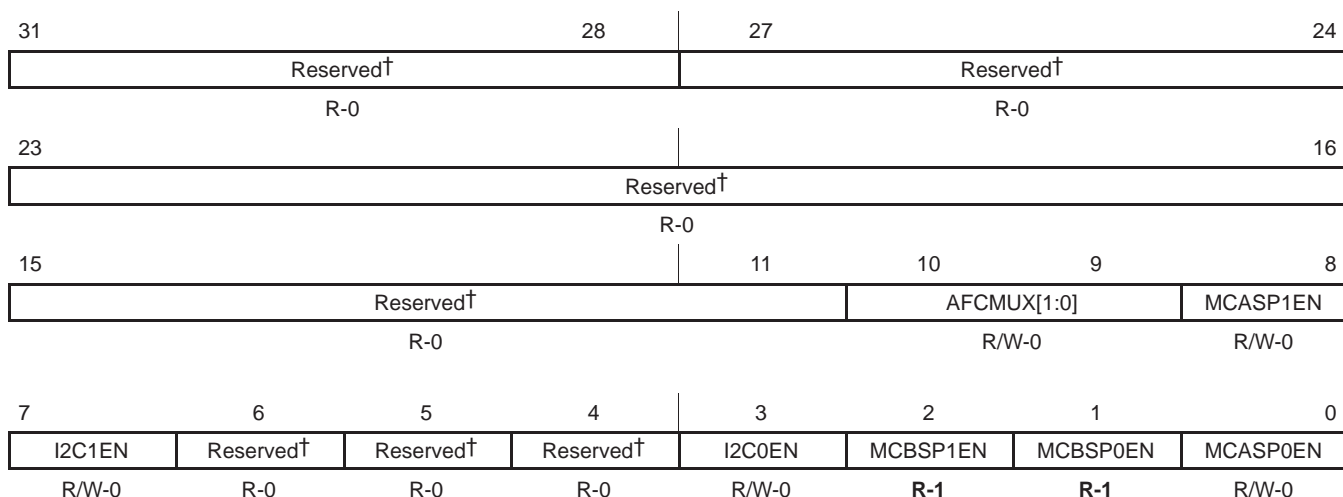 31 28 27 24
Reserved† Reserved†
R-0 R-0
23 16
Reserved†
R-0
15 11 10 9 8
Reserved† AFCMUX[1:0] MCASP1EN
R-0 R/W-0 R/W-0
7 6 5 4 3 2 1 0
I2C1EN Reserved† Reserved† Reserved† I2C0EN MCBSP1EN MCBSP0EN MCASP0EN
R/W-0 R-0 R-0 R-0 R/W-0 R-1 R-1 R/W-0